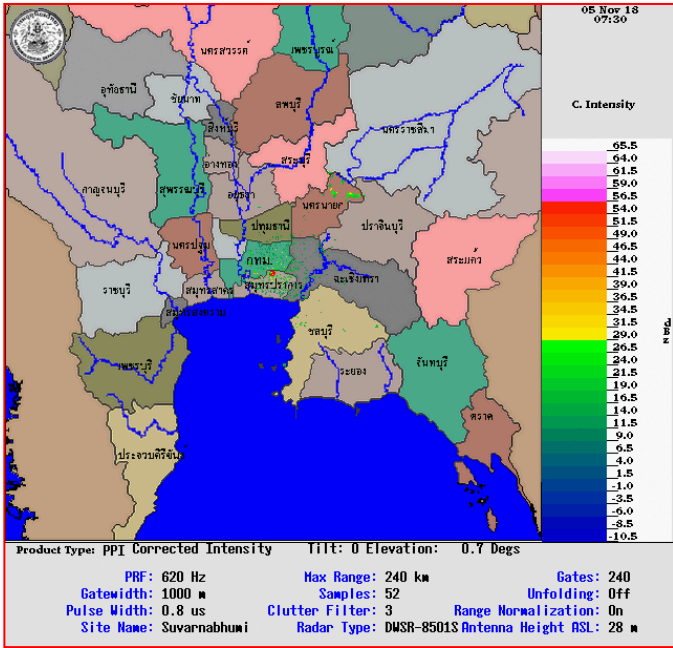 05 Nov 18
07:30
C. Intensity
65.5
64.0
61.5
59.0
56.5
54.0
51.5
49.0
46.5
44.0
41.5
39.0
36.5
34.0
31.5
29.0
26.5
24.0
21.5
19.0
16.5
14.0
11.5
9.0
6.5
4.0
1.5
-1.0
-3.5
-6.0
-8.5
-10.5
นครสวรรค์
เพชรบูรณ์
อุทัยธานี
ชัยนาท
ลพบุรี
สิงห์บุรี
นครราชสีมา
อ่างทอง
สระบุรี
กาญจนบุรี
สุพรรณบุรี
อยุธยา
นครนายก
ปทุมธานี
ปราจีนบุรี
นครปฐม
กทม.
สระแก้ว
ราชบุรี
สมุทรสาคร
สมุทรปราการ
ฉะเชิงเทรา
สมุทรสงคราม
ชลบุรี
เพชรบุรี
ระยอง
จันทบุรี
ตราด
ประจวบคีรีขันธ์
Product Type: PPI Corrected Intensity Tilt: 0 Elevation: 0.7 Degs
PRF: 620 Hz Max Range: 240 km Gates: 240
Gatewidth: 1000 m Samples: 52 Unfolding: Off
Pulse Width: 0.8 us Clutter Filter: 3 Range Normalization: On
Site Name: Suvarnabhumi Radar Type: DWSR-8501S Antenna Height ASL: 28 m